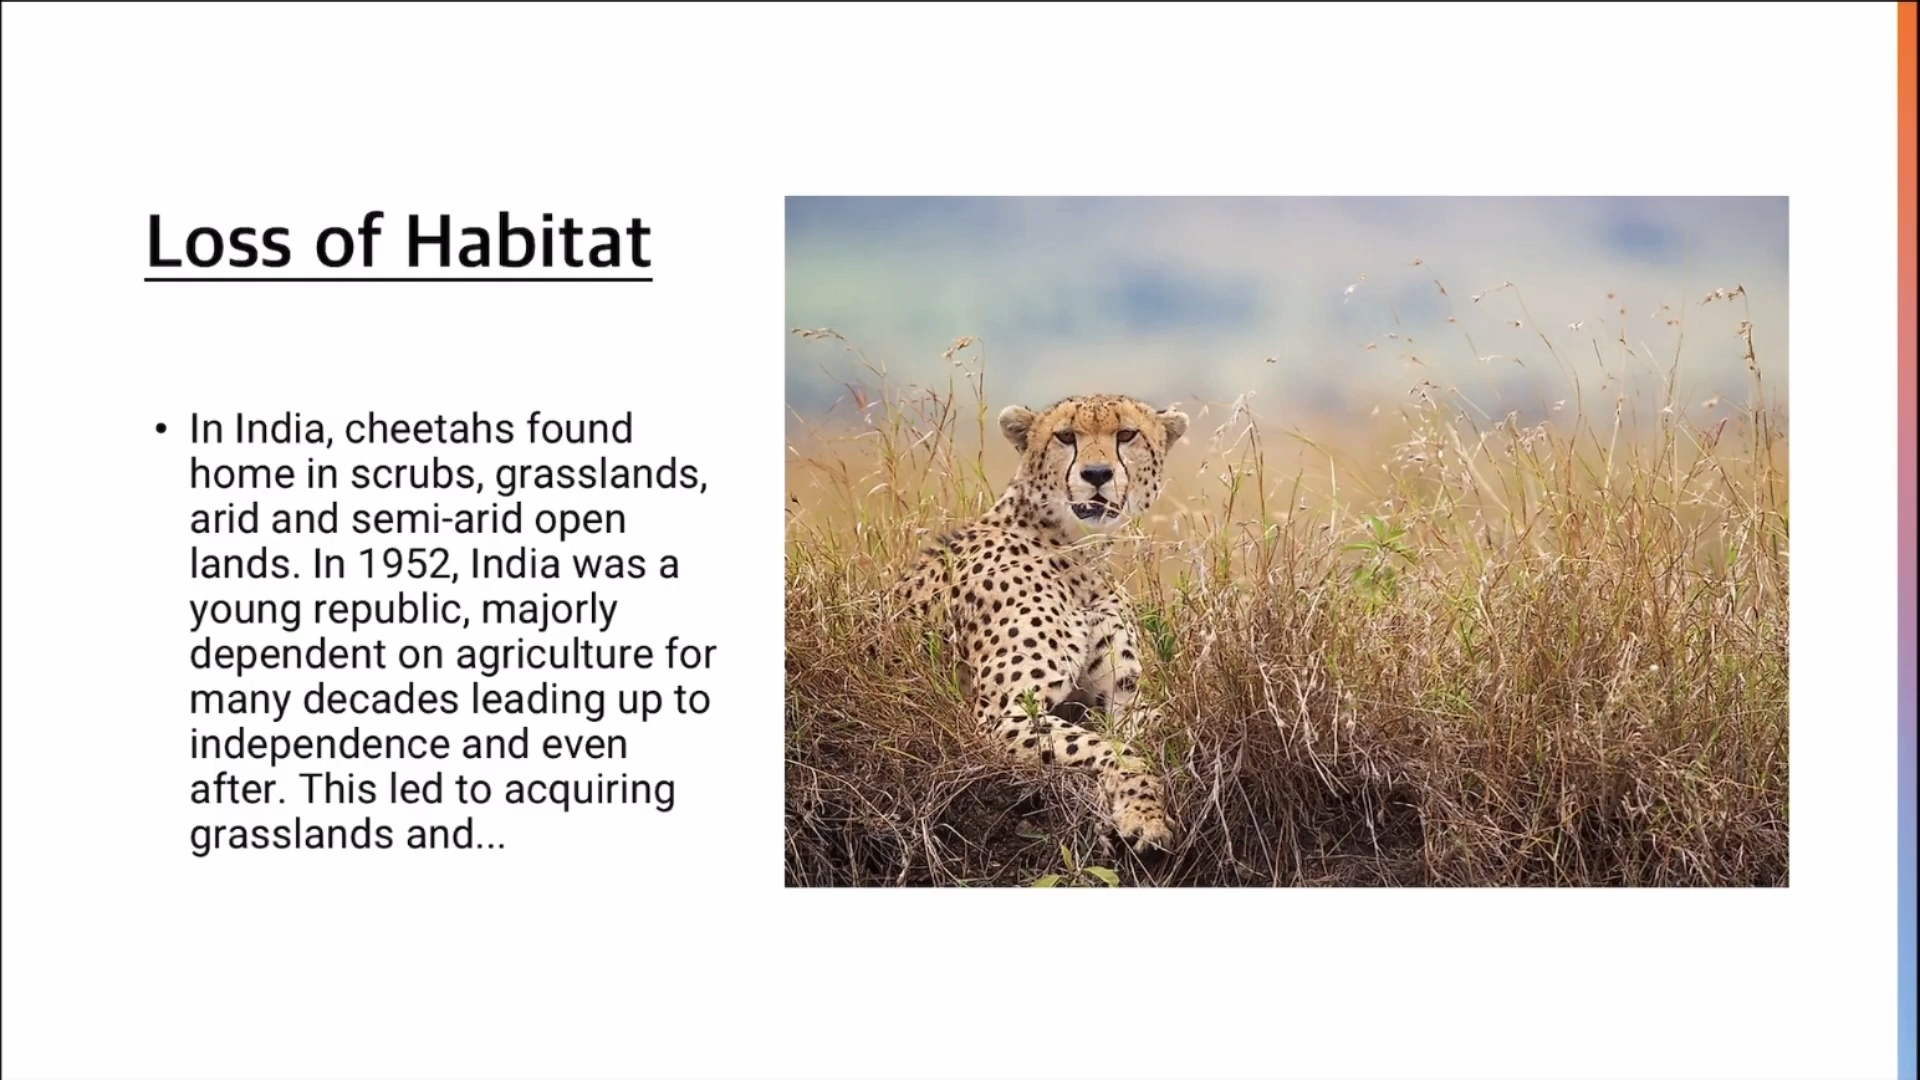 Loss of Habitat
• In India, cheetahs found
home in scrubs, grasslands,
arid and semi-arid open
lands. In 1952, India was a
young republic, majorly
dependent on agriculture for
many decades leading up to
independence and even
after. This led to acquiring
grasslands and...